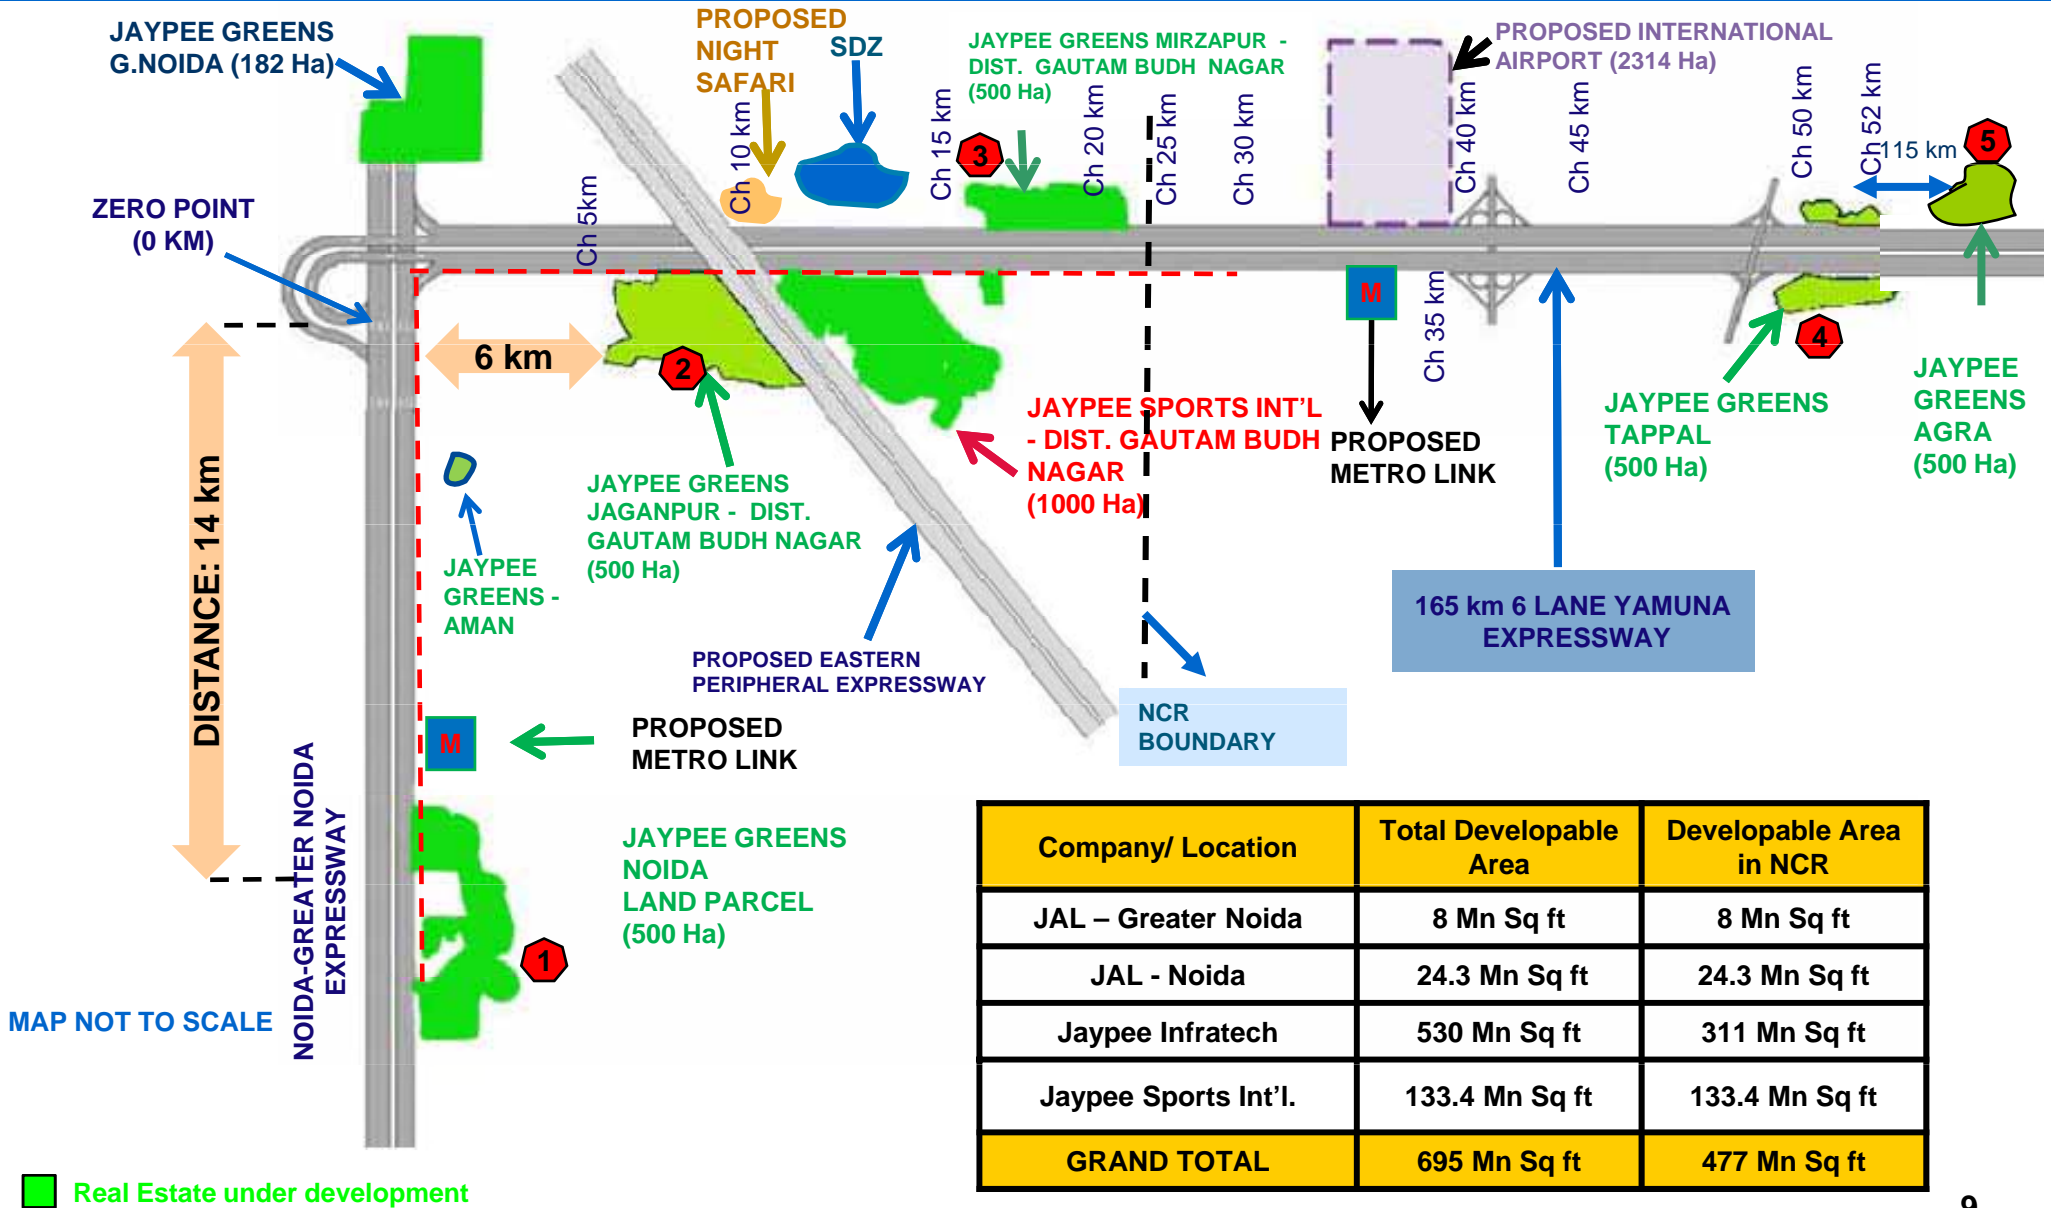 JAYPEE GREENS
G.NOIDA (182 Ha)
PROPOSED
NIGHT
SAFARI
SDZ
JAYPEE GREENS MIRZAPUR -
DIST. GAUTAM BUDH NAGAR
(500 Ha)
PROPOSED INTERNATIONAL
AIRPORT (2314 Ha)
Ch 5km
Ch 10 km
Ch 15 km
Ch 20 km
Ch 25 km
Ch 30 km
Ch 35 km
Ch 40 km
Ch 45 km
Ch 50 km
Ch 52 km
115 km
3
5
ZERO POINT
(0 KM)
6 km
2
M
4
JAYPEE SPORTS INT'L
- DIST. GAUTAM BUDH
NAGAR
(1000 Ha)
PROPOSED
METRO LINK
JAYPEE GREENS
TAPPAL
(500 Ha)
JAYPEE
GREENS
AGRA
(500 Ha)
DISTANCE: 14 km
JAYPEE GREENS
JAGANPUR - DIST.
GAUTAM BUDH NAGAR
(500 Ha)
JAYPEE
GREENS -
AMAN
165 km 6 LANE YAMUNA
EXPRESSWAY
PROPOSED EASTERN
PERIPHERAL EXPRESSWAY
NCR
BOUNDARY
M
PROPOSED
METRO LINK
NOIDA-GREATER NOIDA
EXPRESSWAY
JAYPEE GREENS
NOIDA
LAND PARCEL
(500 Ha)
1
MAP NOT TO SCALE
Company/ Location Total Developable Area Developable Area in NCR
JAL – Greater Noida 8 Mn Sq ft 8 Mn Sq ft
JAL - Noida 24.3 Mn Sq ft 24.3 Mn Sq ft
Jaypee Infratech 530 Mn Sq ft 311 Mn Sq ft
Jaypee Sports Int'l. 133.4 Mn Sq ft 133.4 Mn Sq ft
GRAND TOTAL 695 Mn Sq ft 477 Mn Sq ft
Real Estate under development
9